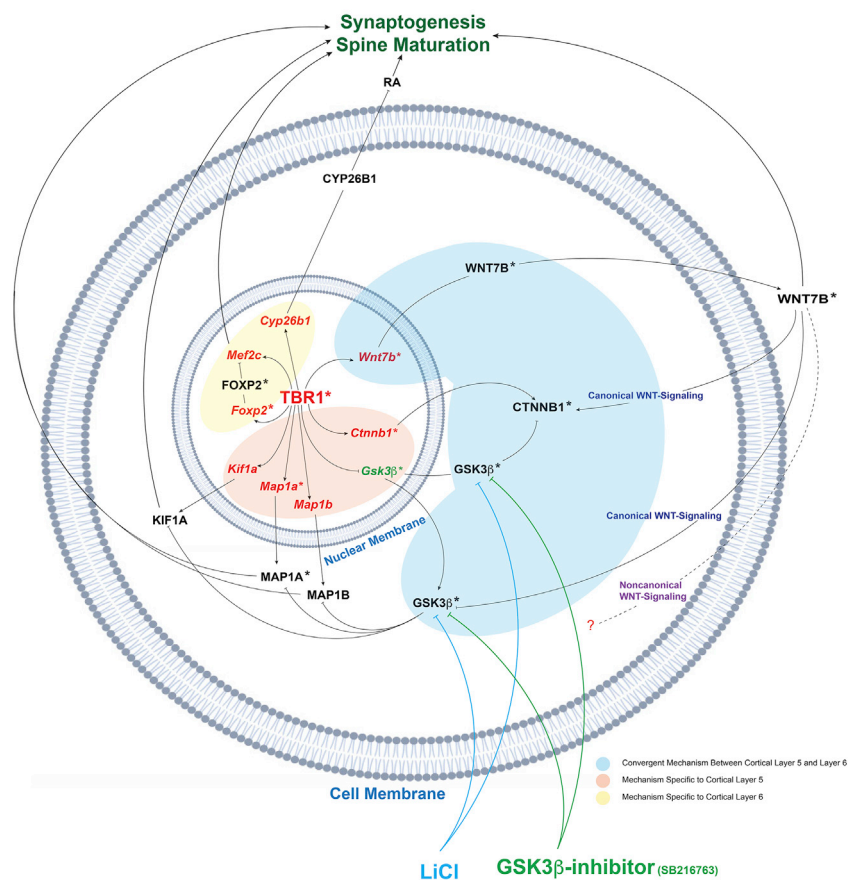 Synaptogenesis
Spine Maturation
RA
CYP26B1
WNT7B*
WNT7B*
Cyp26b1
Mef2c
Wnt7b*
FOXP2*
TBR1*
Foxp2*
CTNNB1*
Canonical WNT-Signaling
Ctnnb1*
Kif1a*
Gsk3β*
GSK3β*
Map1a*
Map1b
KIF1A
Canonical WNT-Signaling
Nuclear Membrane
MAP1A*
MAP1B
GSK3β*
Noncanonical
WNT-Signaling
?
Convergent Mechanism Between Cortical Layer 5 and Layer 6
Mechanism Specific to Cortical Layer 5
Mechanism Specific to Cortical Layer 6
Cell Membrane
LiCl
GSK3β-inhibitor (SB216763)